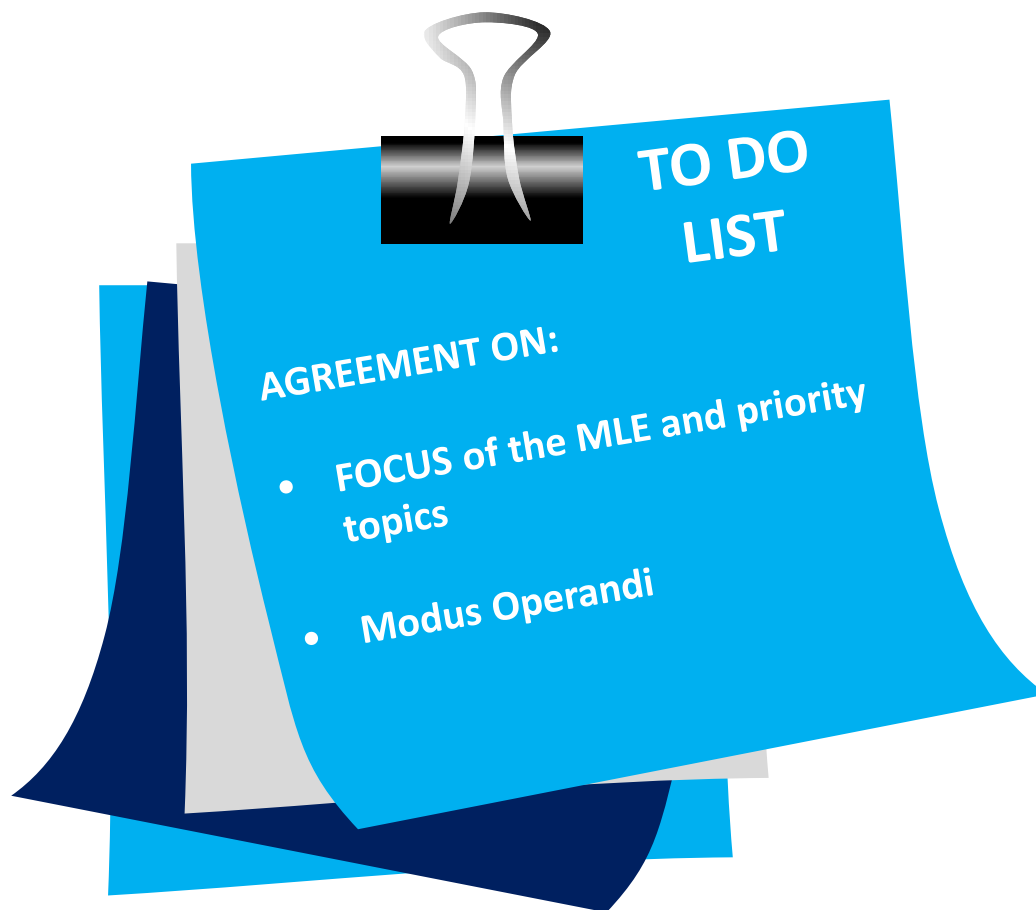 TO DO
LIST
AGREEMENT ON:
• FOCUS of the MLE and priority
topics
• Modus Operandi